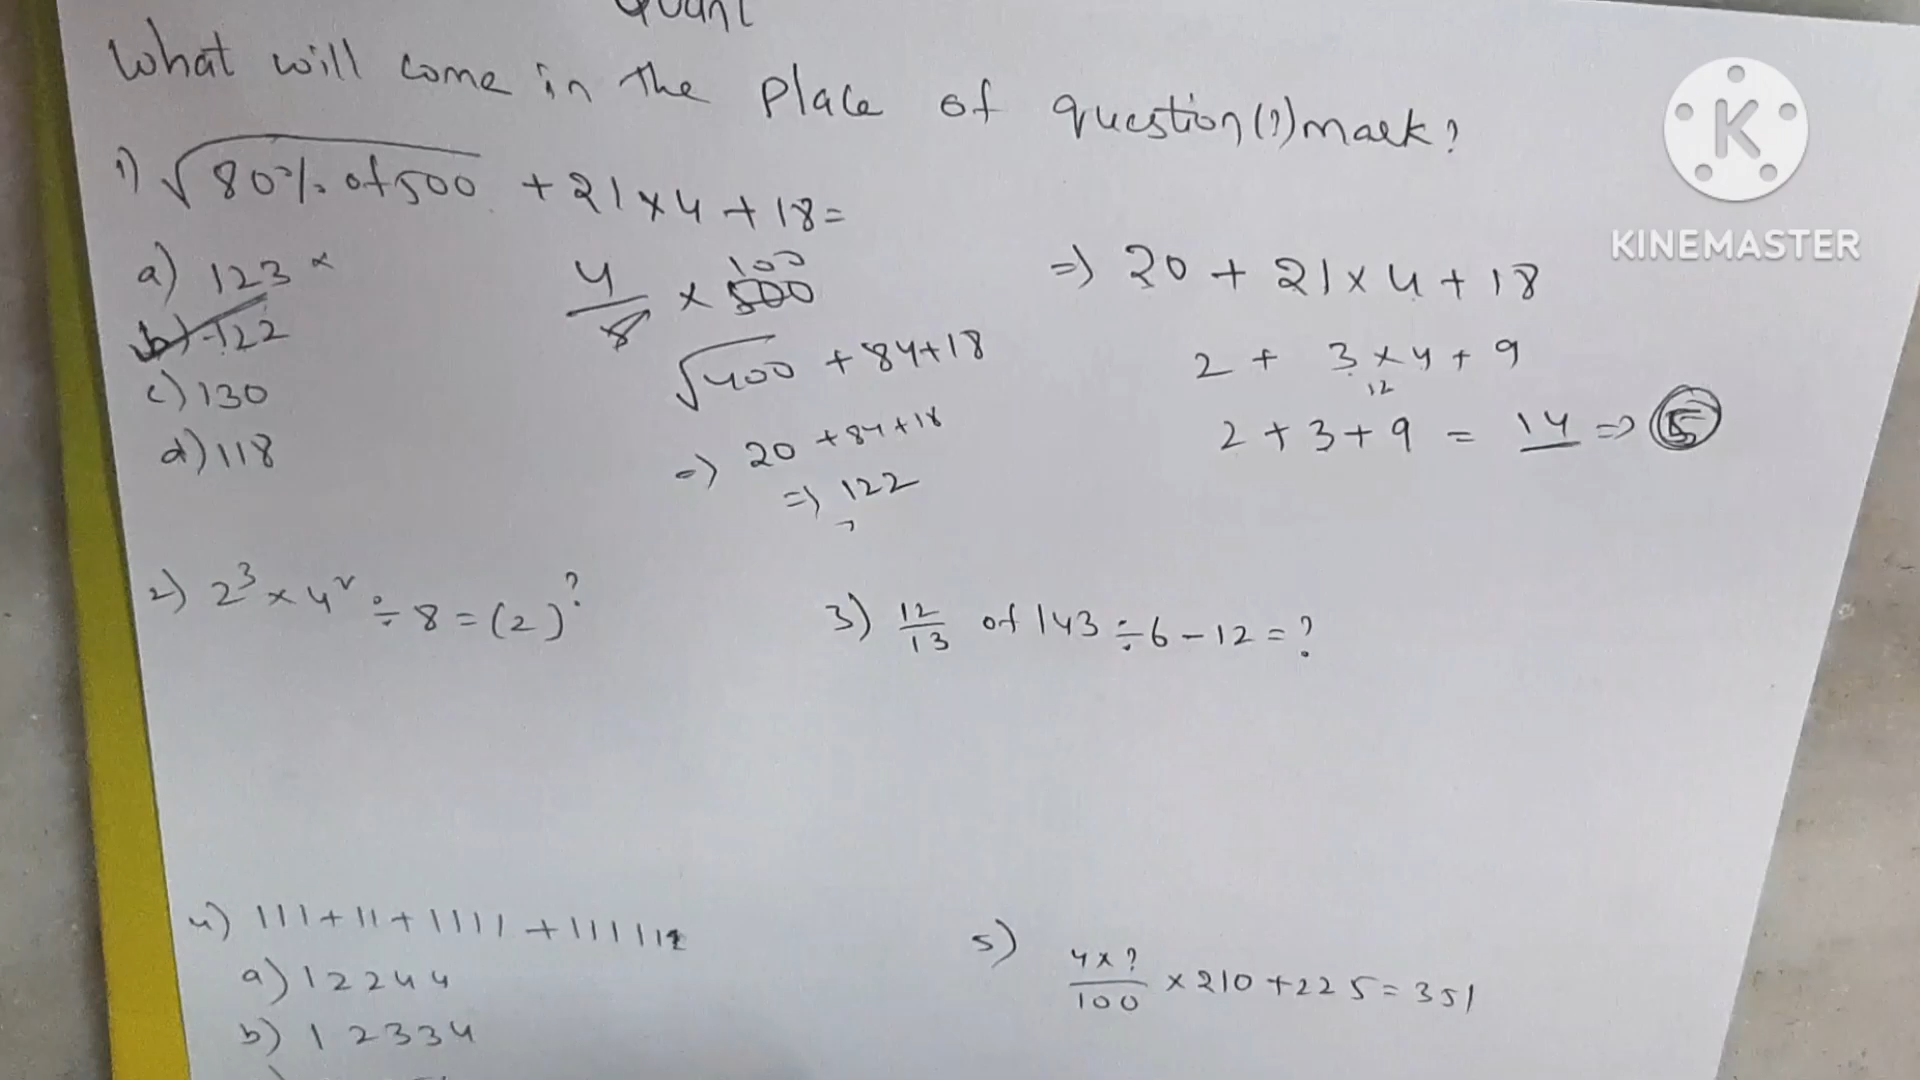 Quant
What will come in the place of question(?)mark?
1) √80% of 500 + 21 x 4 + 18 =
a) 123 x
b) 122
c) 130
d) 118
4/5 x 500
100
√400 + 84 + 18
=> 20 + 84 + 18
=> 122
=> 20 + 21 x 4 + 18
2 + 3 x 4 + 9
12
2 + 3 + 9 = 14 => 5
2) 2³ x 4² ÷ 8 = (2)?
3) 12/13 of 143 ÷ 6 - 12 = ?
4) 111 + 11 + 1111 +
a) 12244
b) 12334
5) 4 x ?/100 x 210 + 225 = 351
K
KINEMASTER